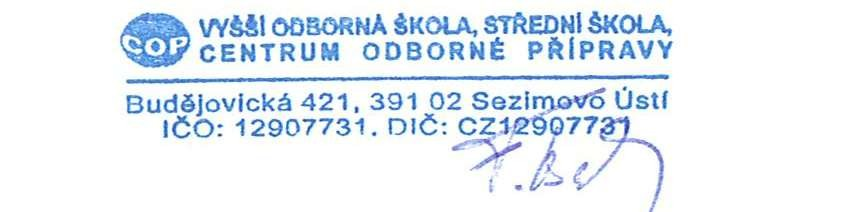 COP VYŠŠÍ ODBORNÁ ŠKOLA, STŘEDNÍ ŠKOLA,
CENTRUM ODBORNÉ PŘÍPRAVY
Budějovická 421, 391 02 Sezimovo Ústí
IČO: 12907731, DIČ: CZ12907731